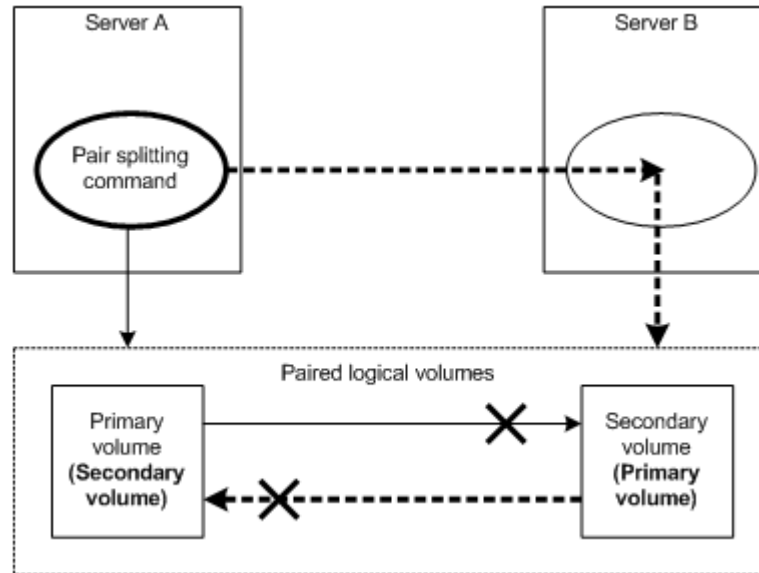 Server A
Server B
Pair splitting
command
Paired logical volumes
Primary
volume
(Secondary
volume)
Secondary
volume
(Primary
volume)